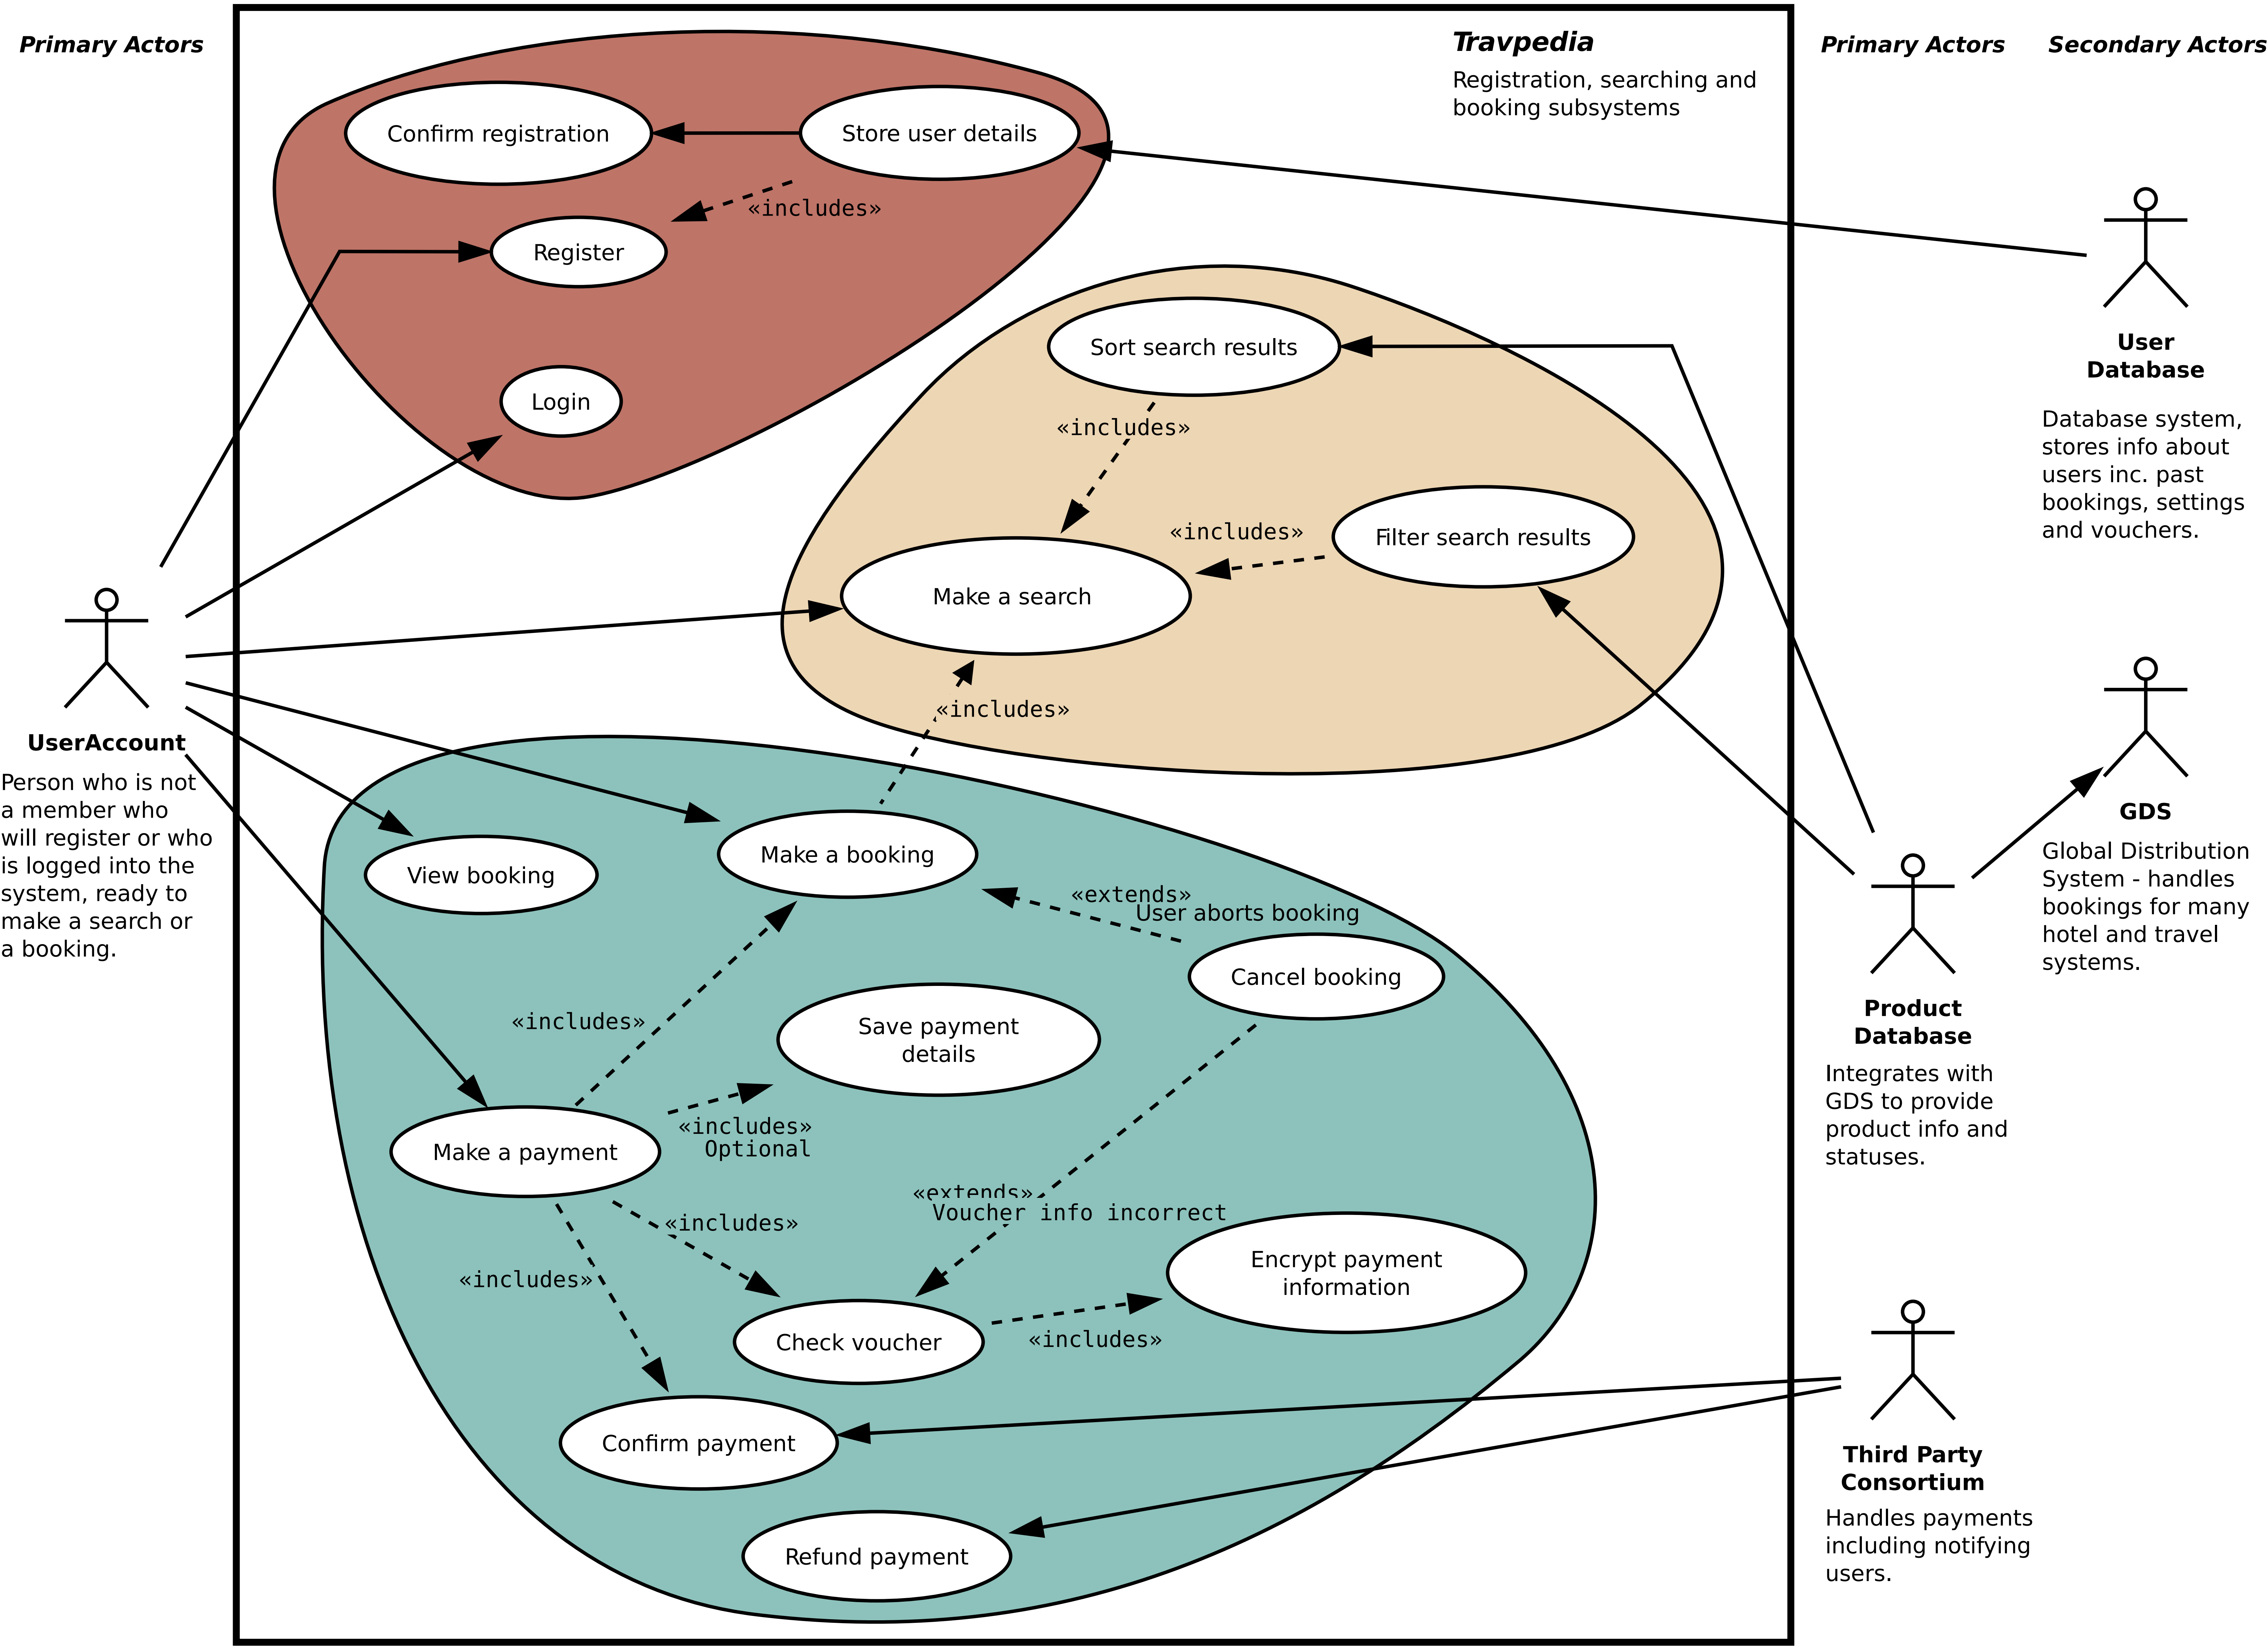 Primary Actors
Travpedia
Registration, searching and
booking subsystems
Primary Actors
Secondary Actors
Confirm registration
Store user details
«includes»
Register
Login
Sort search results
«includes»
«includes»
Filter search results
Make a search
«includes»
User
Database
Database system,
stores info about
users inc. past
bookings, settings
and vouchers.
UserAccount
Person who is not
a member who
will register or who
is logged into the
system, ready to
make a search or
a booking.
View booking
Make a booking
«extends»
User aborts booking
Cancel booking
«includes»
Save payment
details
Make a payment
«includes»
Optional
«extends»
Voucher info incorrect
«includes»
«includes»
Encrypt payment
information
Check voucher
«includes»
Confirm payment
Refund payment
GDS
Global Distribution
System - handles
bookings for many
hotel and travel
systems.
Product
Database
Integrates with
GDS to provide
product info and
statuses.
Third Party
Consortium
Handles payments
including notifying
users.